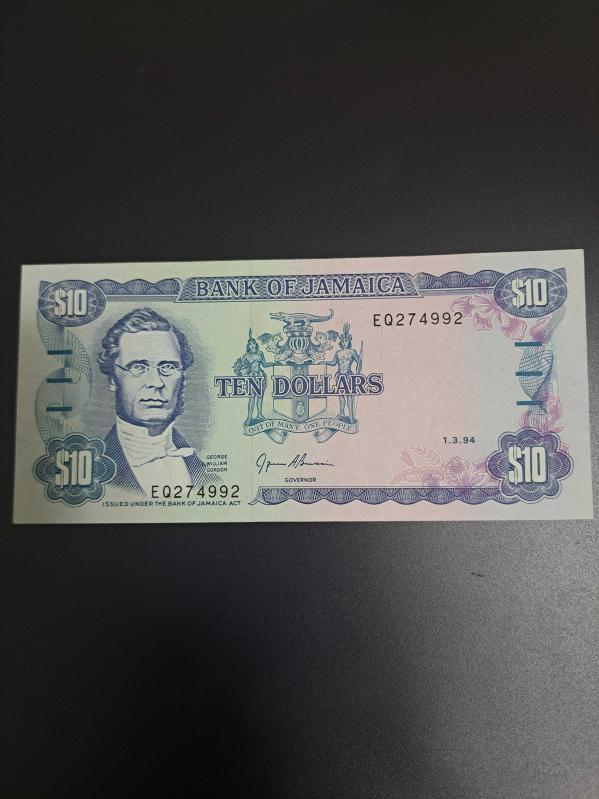 BANK OF JAMAICA
$10
$10
EQ274992
TEN DOLLARS
OUT OF MANY, ONE PEOPLE
1.3.94
GEORGE
WILLIAM
GORDON
$10
$10
GOVERNOR
EQ274992
ISSUED UNDER THE BANK OF JAMAICA ACT